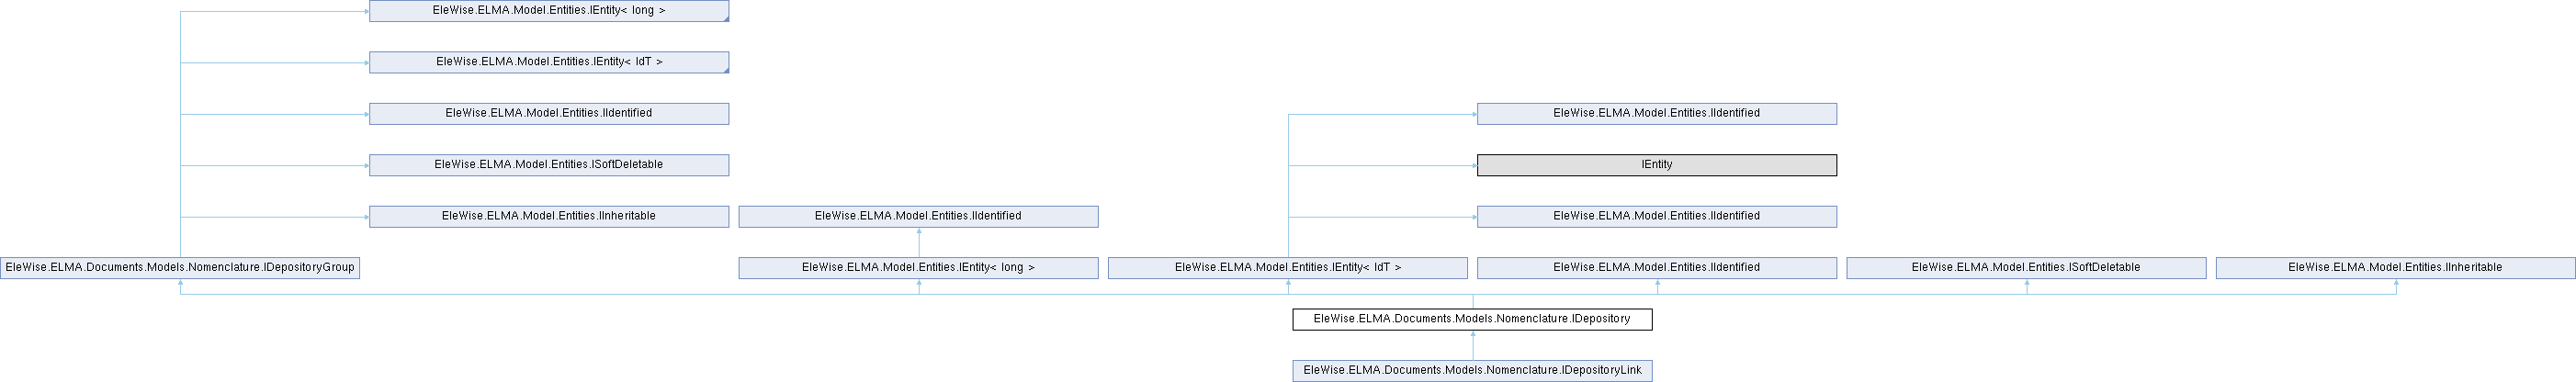 EleWise.ELMA.Model.Entities.IEntity< long >
EleWise.ELMA.Model.Entities.IEntity< IdT >
EleWise.ELMA.Model.Entities.IIdentified
EleWise.ELMA.Model.Entities.IIdentified
EleWise.ELMA.Model.Entities.ISoftDeletable
IEntity
EleWise.ELMA.Model.Entities.IInheritable
EleWise.ELMA.Model.Entities.IIdentified
EleWise.ELMA.Model.Entities.IIdentified
EleWise.ELMA.Documents.Models.Nomenclature.IDepositoryGroup
EleWise.ELMA.Model.Entities.IEntity< long >
EleWise.ELMA.Model.Entities.IEntity< IdT >
EleWise.ELMA.Model.Entities.IIdentified
EleWise.ELMA.Model.Entities.ISoftDeletable
EleWise.ELMA.Model.Entities.IInheritable
EleWise.ELMA.Documents.Models.Nomenclature.IDepository
EleWise.ELMA.Documents.Models.Nomenclature.IDepositoryLink